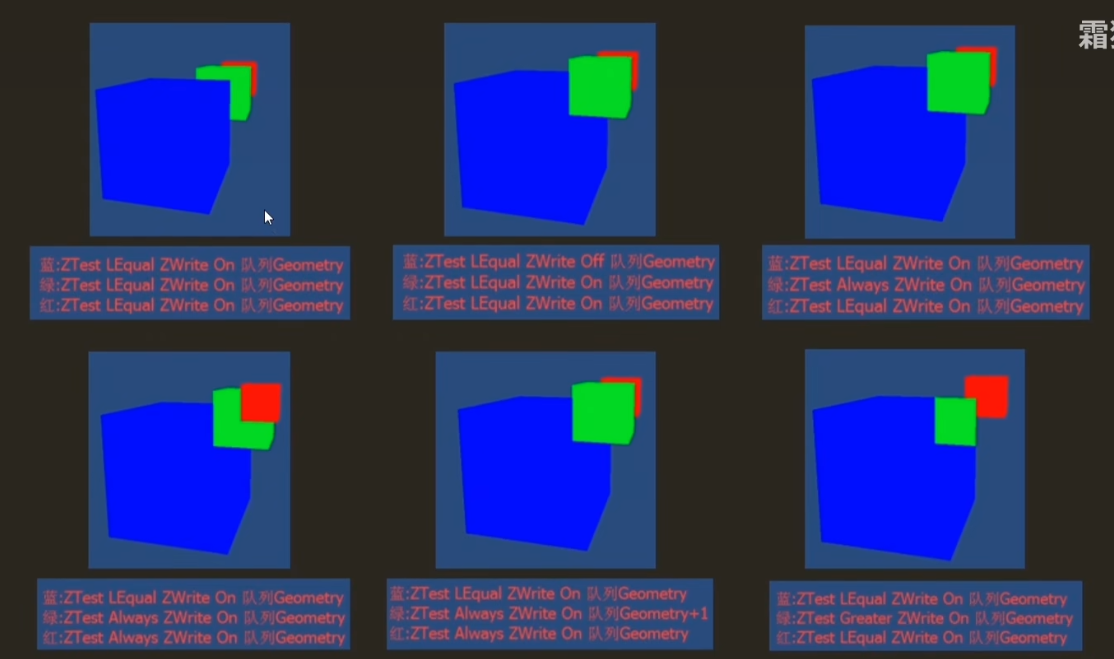 霜
蓝:ZTest LEqual ZWrite On 队列Geometry
绿:ZTest LEqual ZWrite On 队列Geometry
红:ZTest LEqual ZWrite On 队列Geometry
蓝:ZTest LEqual ZWrite Off 队列Geometry
绿:ZTest LEqual ZWrite On 队列Geometry
红:ZTest LEqual ZWrite On 队列Geometry
蓝:ZTest LEqual ZWrite On 队列Geometry
绿:ZTest Always ZWrite On 队列Geometry
红:ZTest LEqual ZWrite On 队列Geometry
蓝:ZTest LEqual ZWrite On 队列Geometry
绿:ZTest Always ZWrite On 队列Geometry
红:ZTest Always ZWrite On 队列Geometry
蓝:ZTest LEqual ZWrite On 队列Geometry
绿:ZTest Always ZWrite On 队列Geometry+1
红:ZTest Always ZWrite On 队列Geometry
蓝:ZTest LEqual ZWrite On 队列Geometry
绿:ZTest Greater ZWrite On 队列Geometry
红:ZTest LEqual ZWrite On 队列Geometry